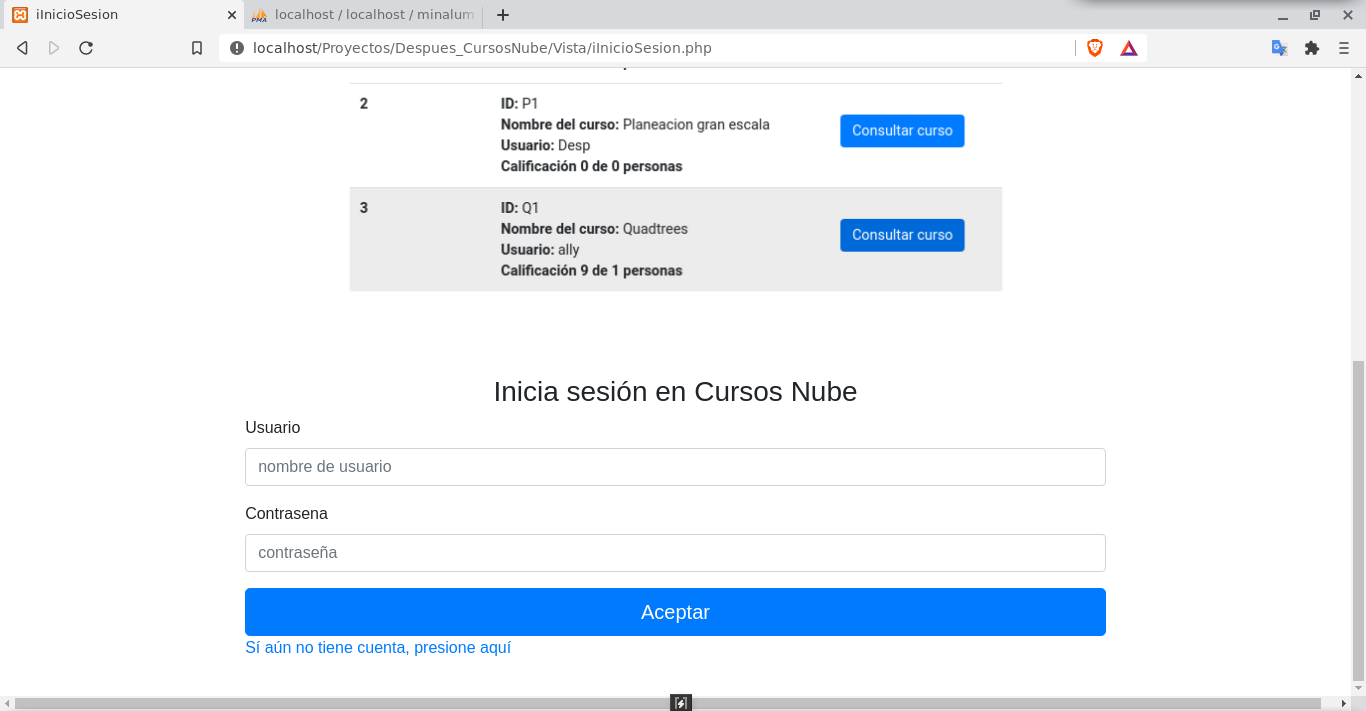 iInicioSesion
localhost / localhost / minalum
localhost/Proyectos/Despues_CursosNube/Vista/iInicioSesion.php
2
ID: P1
Nombre del curso: Planeacion gran escala
Usuario: Desp
Calificación 0 de 0 personas
Consultar curso
3
ID: Q1
Nombre del curso: Quadtrees
Usuario: ally
Calificación 9 de 1 personas
Consultar curso
Inicia sesión en Cursos Nube
Usuario
nombre de usuario
Contrasena
contraseña
Aceptar
Sí aún no tiene cuenta, presione aquí